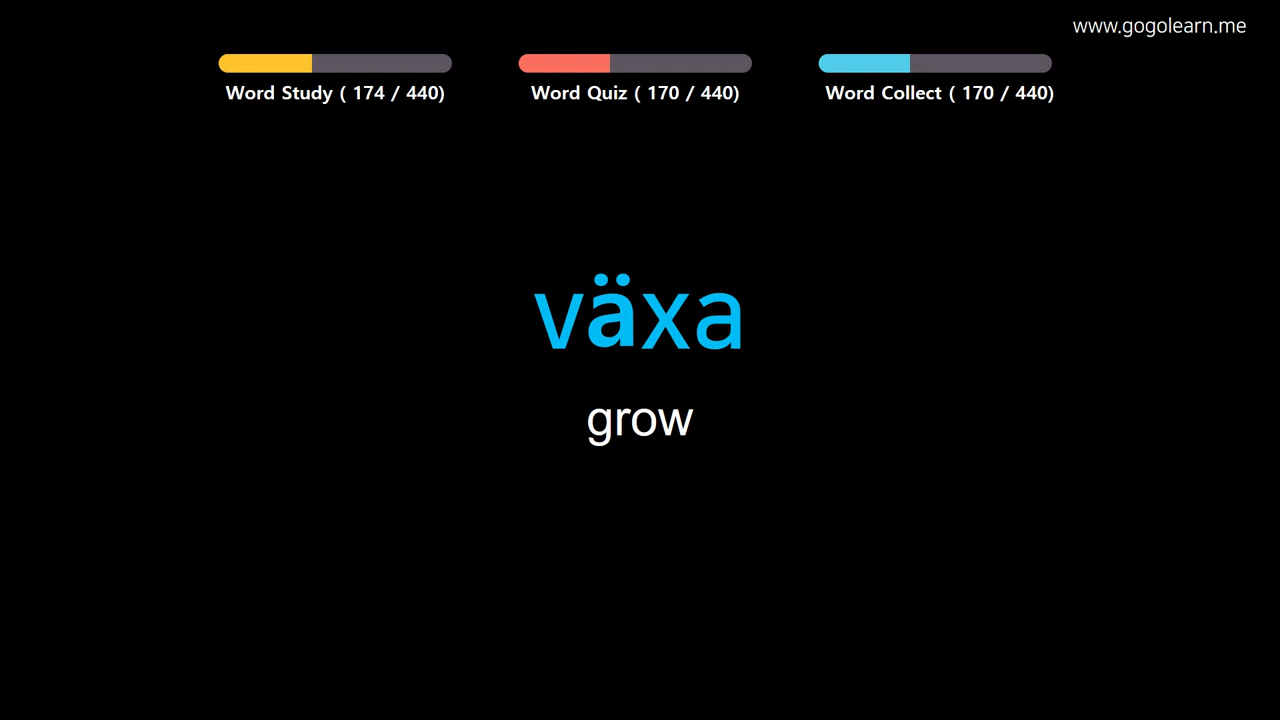 www.gogolearn.me
Word Study ( 174 / 440)
Word Quiz ( 170 / 440)
Word Collect ( 170 / 440)
växa
grow